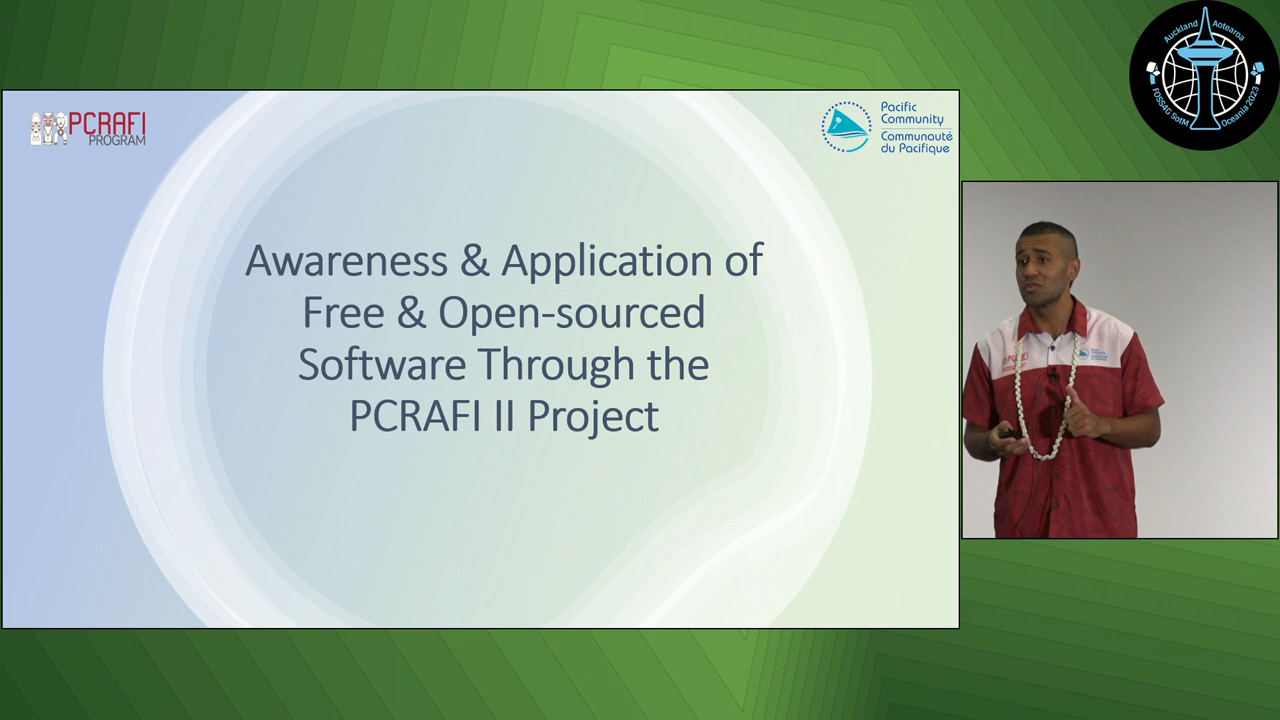 PCRAFI
PROGRAM
Pacific
Community
Communauté
du Pacifique
Awareness & Application of
Free & Open-sourced
Software Through the
PCRAFI II Project
Auckland Aotearoa
FOSS4G SotM Oceania 2023